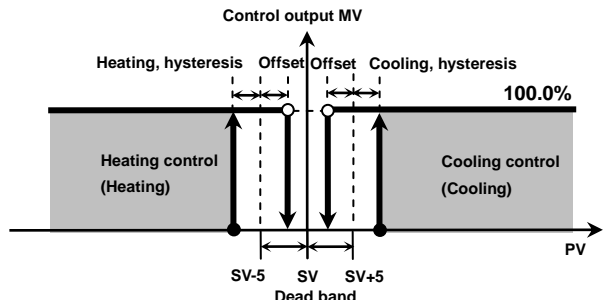 Control output MV
Heating, hysteresis Offset Offset Cooling, hysteresis
100.0%
Heating control
(Heating)
Cooling control
(Cooling)
PV
SV-5 SV SV+5
Dead band